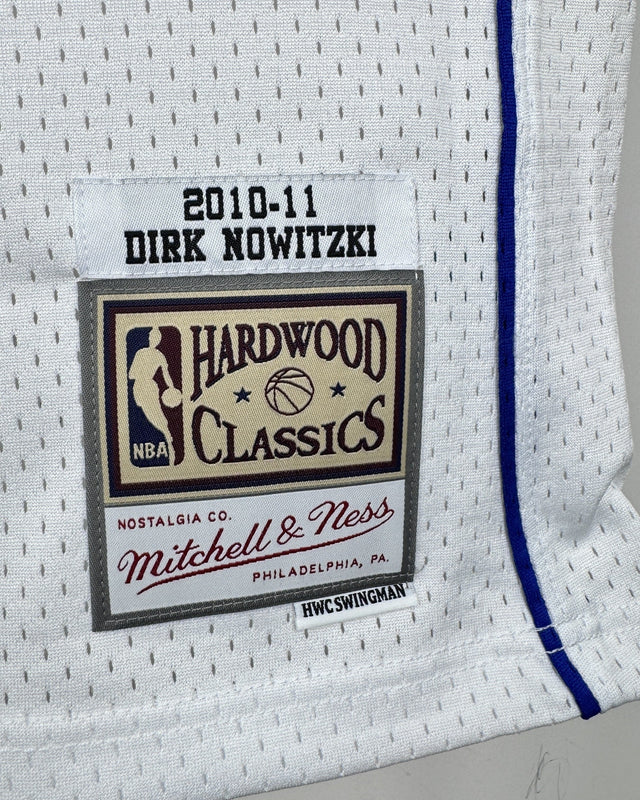 2010-11
DIRK NOWITZKI
HARDWOOD
CLASSICS
NBA
NOSTALGIA CO.
Mitchell & Ness
PHILADELPHIA, PA.
HWC SWINGMAN